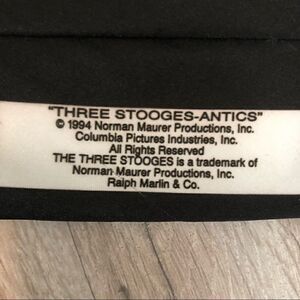 "THREE STOOGES-ANTICS"
© 1994 Norman Maurer Productions, Inc.
Columbia Pictures Industries, Inc.
All Rights Reserved
THE THREE STOOGES is a trademark of
Norman Maurer Productions, Inc.
Ralph Marlin & Co.